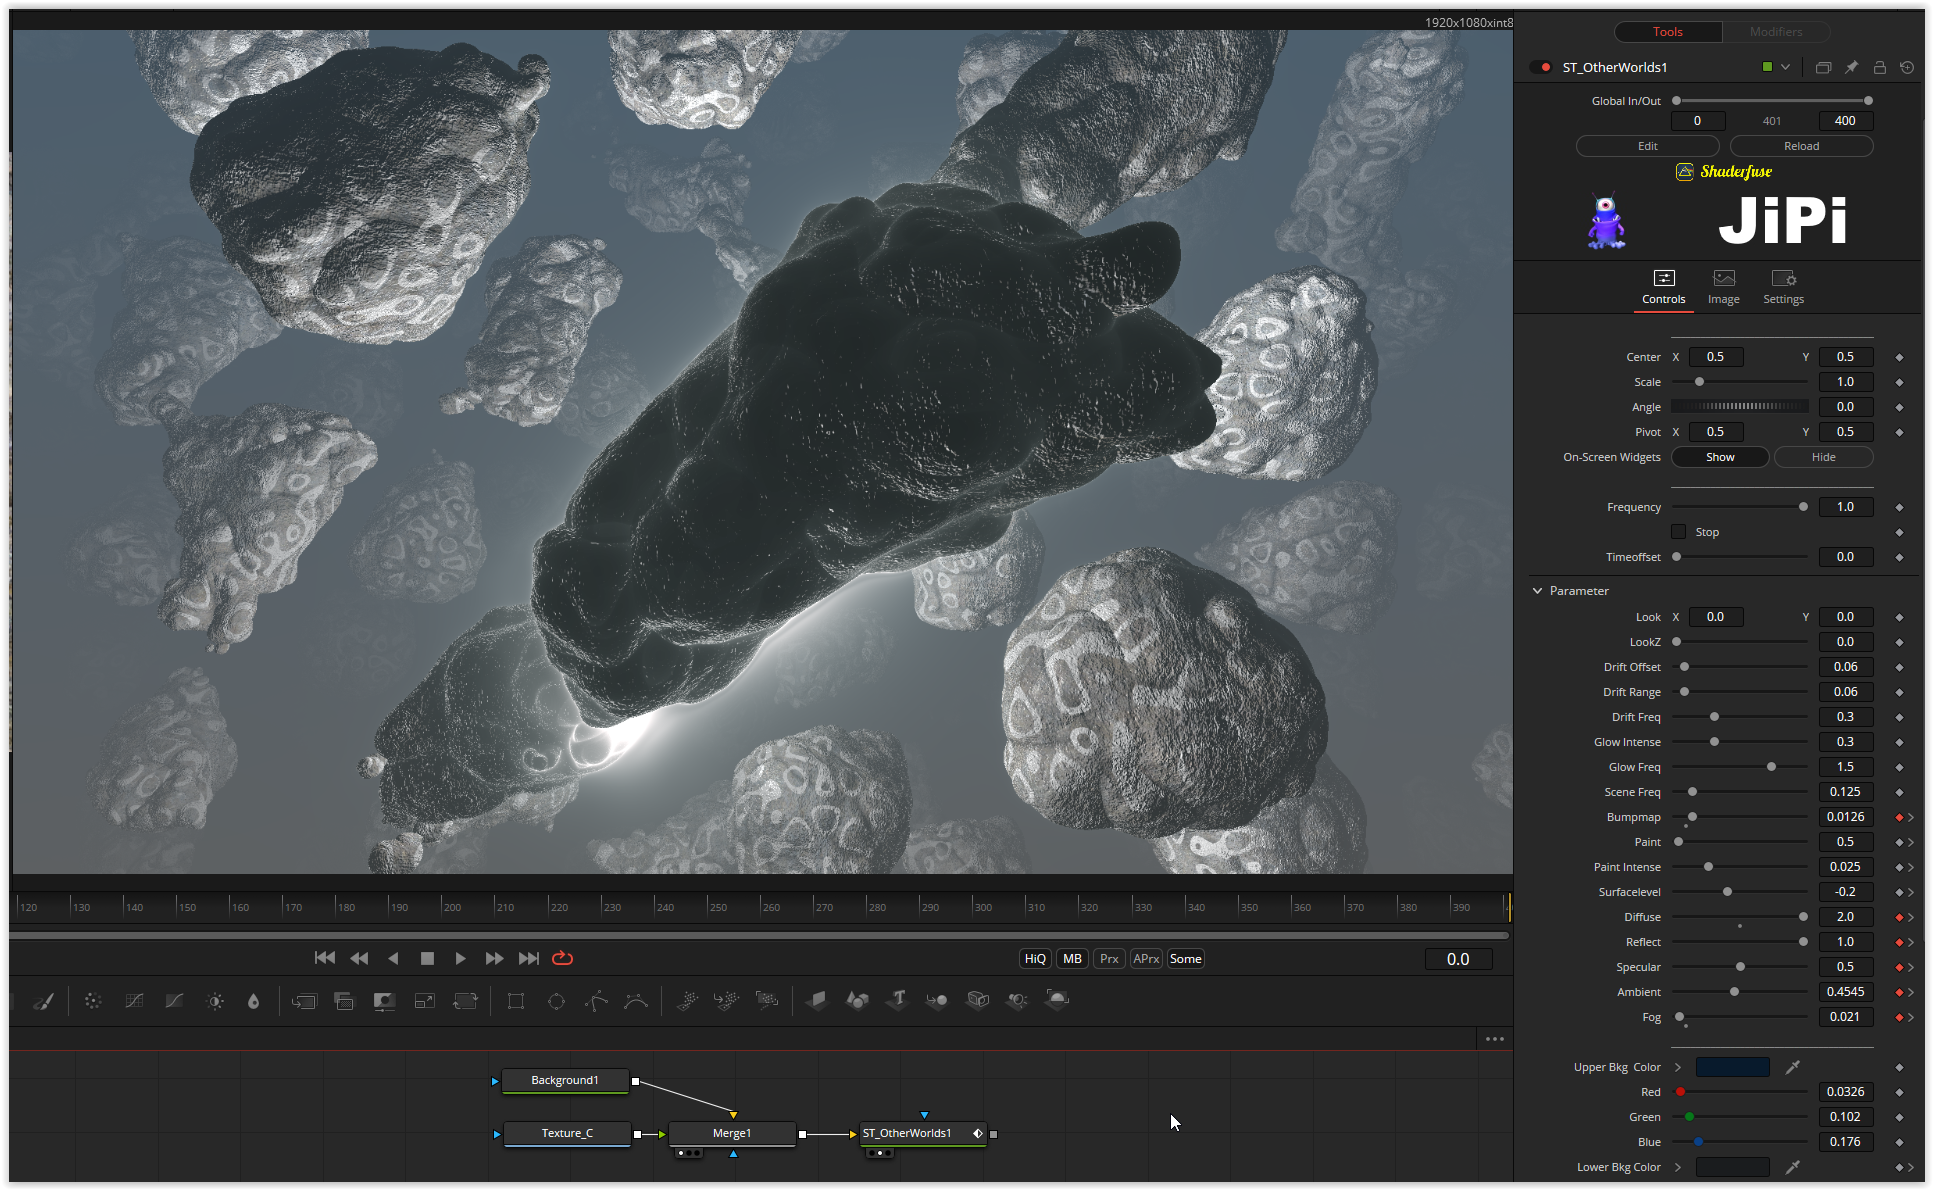 1920x1080xint8
Tools
Modifiers
ST_OtherWorlds1
Global In/Out
0 401 400
Edit Reload
Shaderfuse
JiPi
Controls Image Settings
Center X 0.5 Y 0.5
Scale 1.0
Angle 0.0
Pivot X 0.5 Y 0.5
On-Screen Widgets Show Hide
Frequency 1.0
Stop
Timeoffset 0.0
Parameter
Look X 0.0 Y 0.0
LookZ 0.0
Drift Offset 0.06
Drift Range 0.06
Drift Freq 0.3
Glow Intense 0.3
Glow Freq 1.5
Scene Freq 0.125
Bumpmap 0.0126
Paint 0.5
Paint Intense 0.025
Surfacelevel -0.2
Diffuse 2.0
Reflect 1.0
Specular 0.5
Ambient 0.4545
Fog 0.021
Upper Bkg Color
Red 0.0326
Green 0.102
Blue 0.176
Lower Bkg Color
120 130 140 150 160 170 180 190 200 210 220 230 240 250 260 270 280 290 300 310 320 330 340 350 360 370 380 390
HiQ MB Prx APrx Some 0.0
Background1
Texture_C Merge1 ST_OtherWorlds1